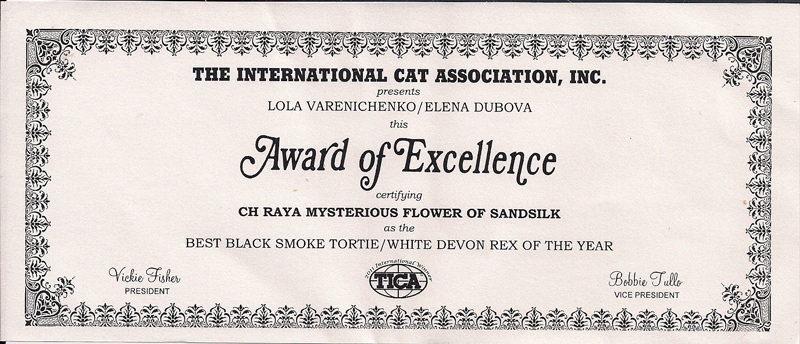 THE INTERNATIONAL CAT ASSOCIATION, INC.
presents
LOLA VARENICHENKO/ELENA DUBOVA
this
Award of Excellence
certifying
CH RAYA MYSTERIOUS FLOWER OF SANDSILK
as the
BEST BLACK SMOKE TORTIE/WHITE DEVON REX OF THE YEAR
Vickie Fisher
PRESIDENT
International Winner
TICA
Bobbie Tullo
VICE PRESIDENT